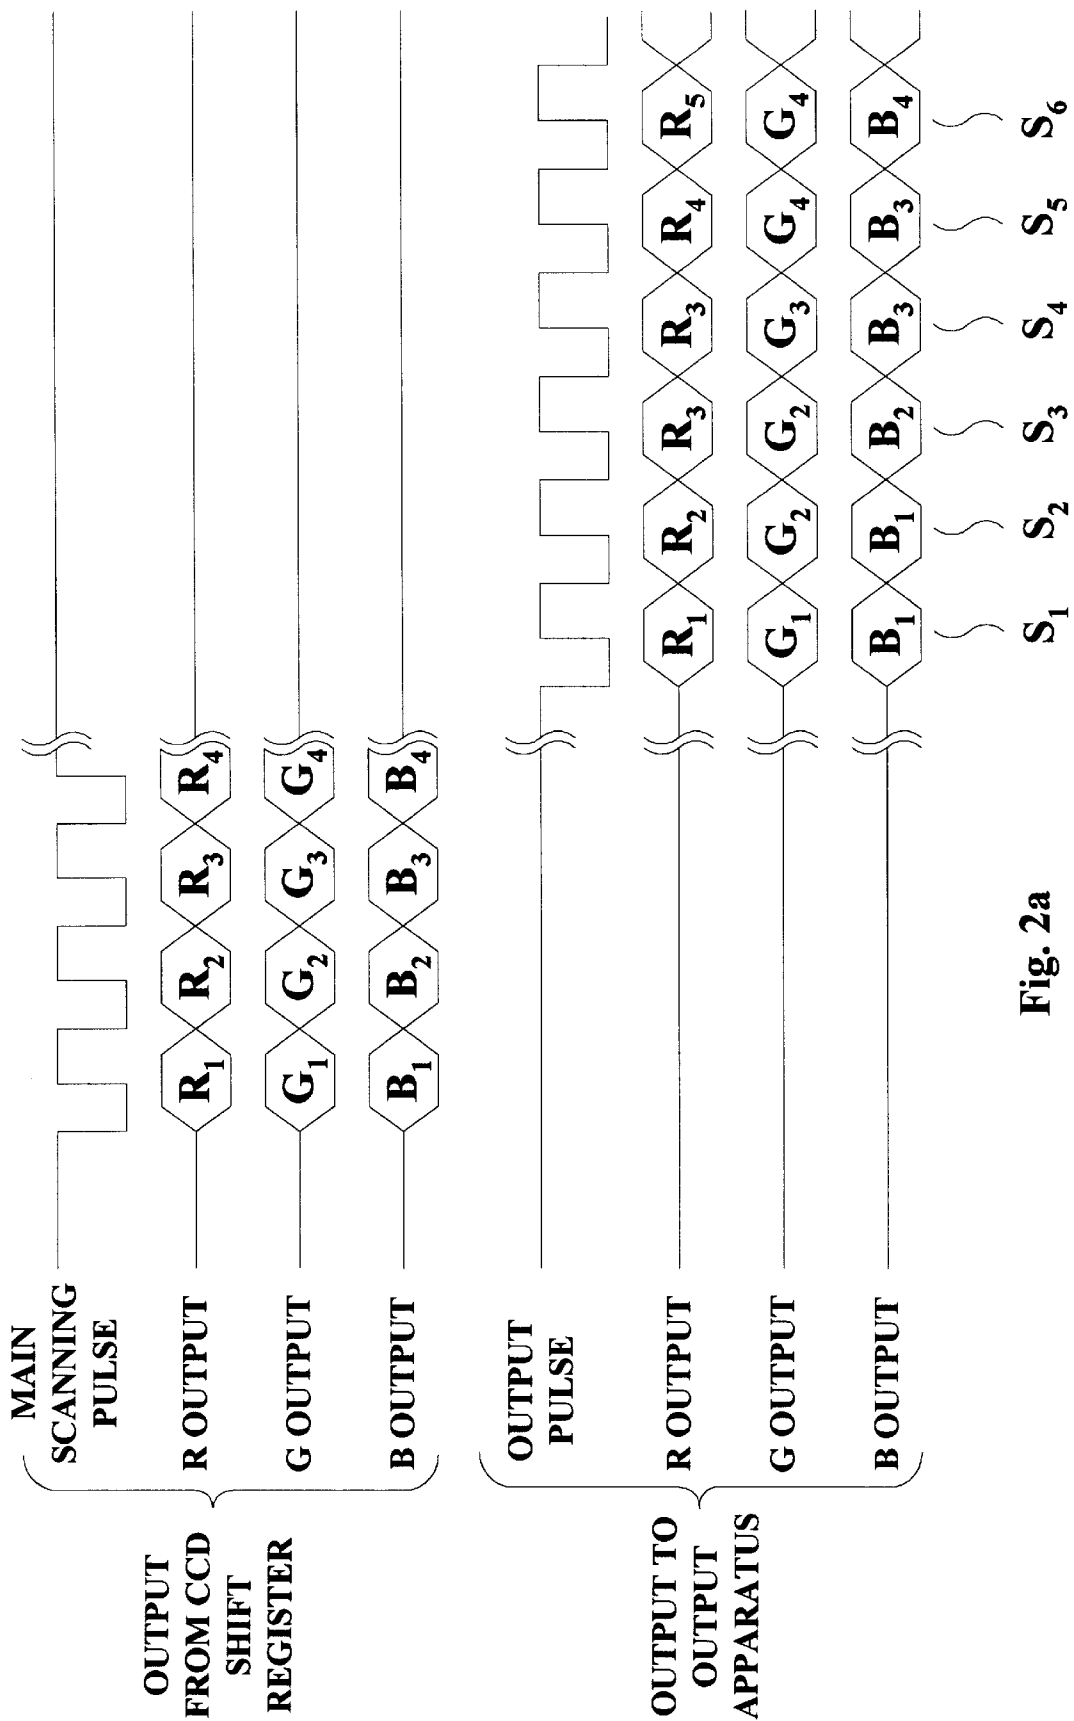 OUTPUT
FROM CCD
SHIFT
REGISTER
MAIN
SCANNING
PULSE
R OUTPUT
R1 R2 R3 R4
G OUTPUT
G1 G2 G3 G4
B OUTPUT
B1 B2 B3 B4
OUTPUT TO
OUTPUT
APPARATUS
OUTPUT
PULSE
R OUTPUT
R1 R2 R3 R3 R4 R5
G OUTPUT
G1 G2 G2 G3 G4 G4
B OUTPUT
B1 B1 B2 B3 B3 B4
S1 S2 S3 S4 S5 S6
Fig. 2a